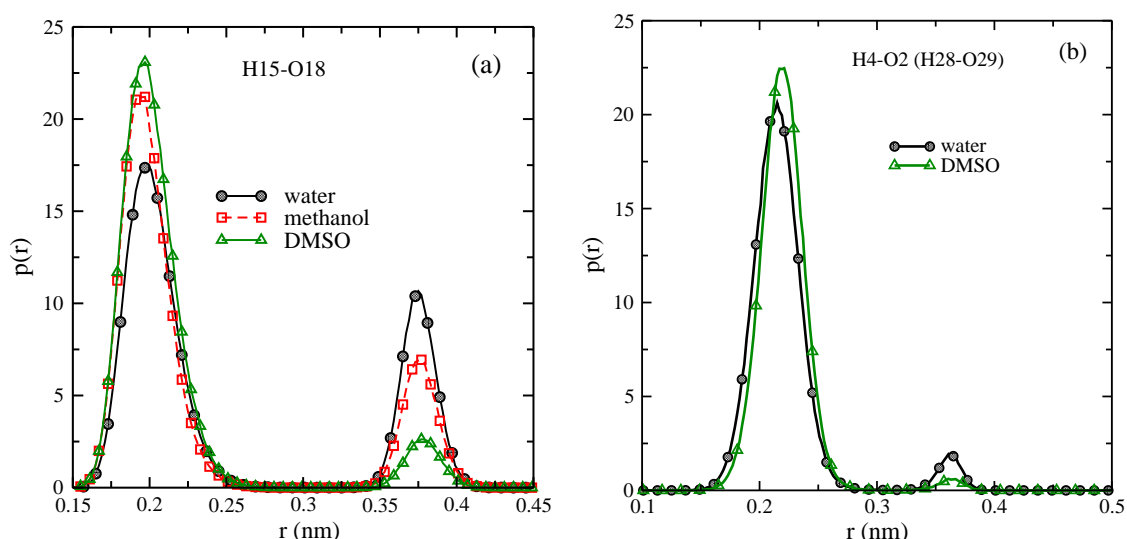 25
20
15
10
5
0
p(r)
0.15
0.2
0.25
0.3
0.35
0.4
0.45
r (nm)
H15-O18
(a)
water
methanol
DMSO
25
20
15
10
5
0
p(r)
0.1
0.2
0.3
0.4
0.5
r (nm)
H4-O2 (H28-O29)
(b)
water
DMSO